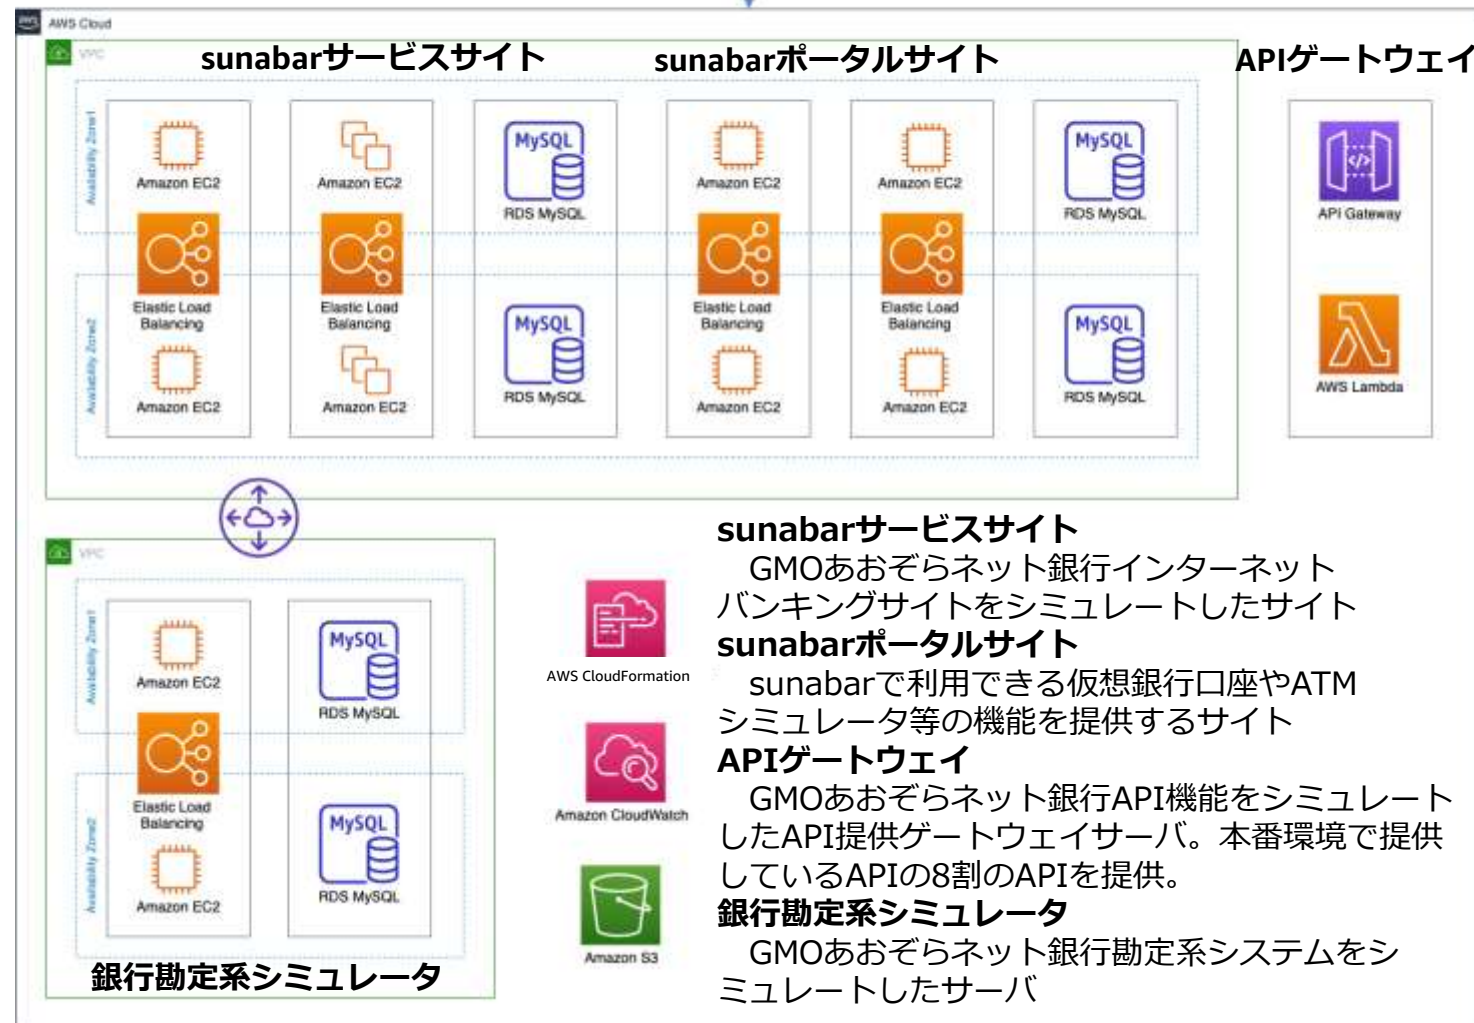 aws
AWS Cloud
VPC
sunabarサービスサイト
sunabarポータルサイト
APIゲートウェイ
Availability Zone1
Amazon EC2
Amazon EC2
MySQL
RDS MySQL
Amazon EC2
Amazon EC2
MySQL
RDS MySQL
API Gateway
Elastic Load
Balancing
Elastic Load
Balancing
Elastic Load
Balancing
Elastic Load
Balancing
Availability Zone2
Amazon EC2
Amazon EC2
MySQL
RDS MySQL
Amazon EC2
Amazon EC2
MySQL
RDS MySQL
AWS Lambda
VPC
Availability Zone1
Amazon EC2
MySQL
RDS MySQL
Elastic Load
Balancing
Availability Zone2
Amazon EC2
MySQL
RDS MySQL
銀行勘定系シミュレータ
AWS CloudFormation
Amazon CloudWatch
Amazon S3
sunabarサービスサイト
GMOあおぞらネット銀行インターネット
バンキングサイトをシミュレートしたサイト
sunabarポータルサイト
sunabarで利用できる仮想銀行口座やATM
シミュレータ等の機能を提供するサイト
APIゲートウェイ
GMOあおぞらネット銀行API機能をシミュレート
したAPI提供ゲートウェイサーバ。本番環境で提供
しているAPIの8割のAPIを提供。
銀行勘定系シミュレータ
GMOあおぞらネット銀行勘定系システムをシ
ミュレートしたサーバ